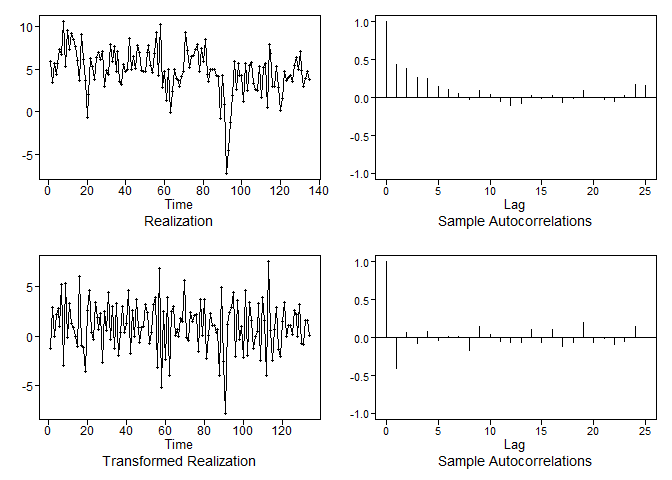 10
5
0
-5
0 20 40 60 80 100 120 140
Time
Realization
1.0
0.5
0.0
-0.5
-1.0
0 5 10 15 20 25
Lag
Sample Autocorrelations
5
0
-5
0 20 40 60 80 100 120
Time
Transformed Realization
1.0
0.5
0.0
-0.5
-1.0
0 5 10 15 20 25
Lag
Sample Autocorrelations